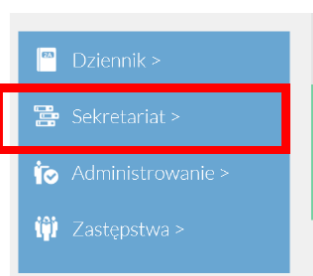 Dziennik >
Sekretariat >
Administrowanie >
Zastępstwa >